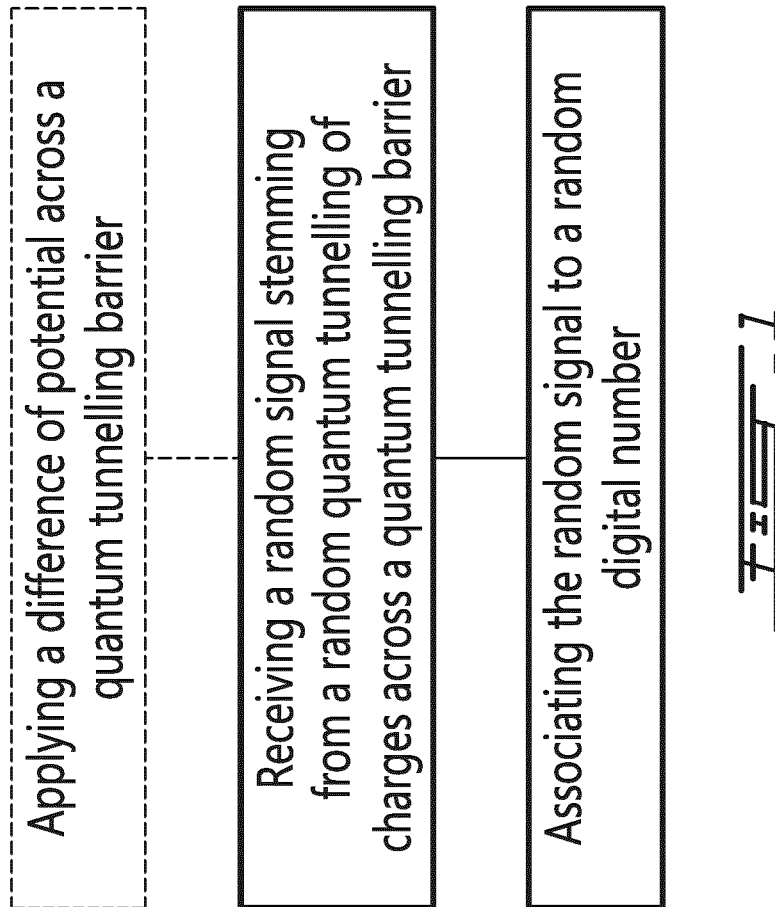 Applying a difference of potential across a
quantum tunnelling barrier
Receiving a random signal stemming
from a random quantum tunnelling of
charges across a quantum tunnelling barrier
Associating the random signal to a random
digital number